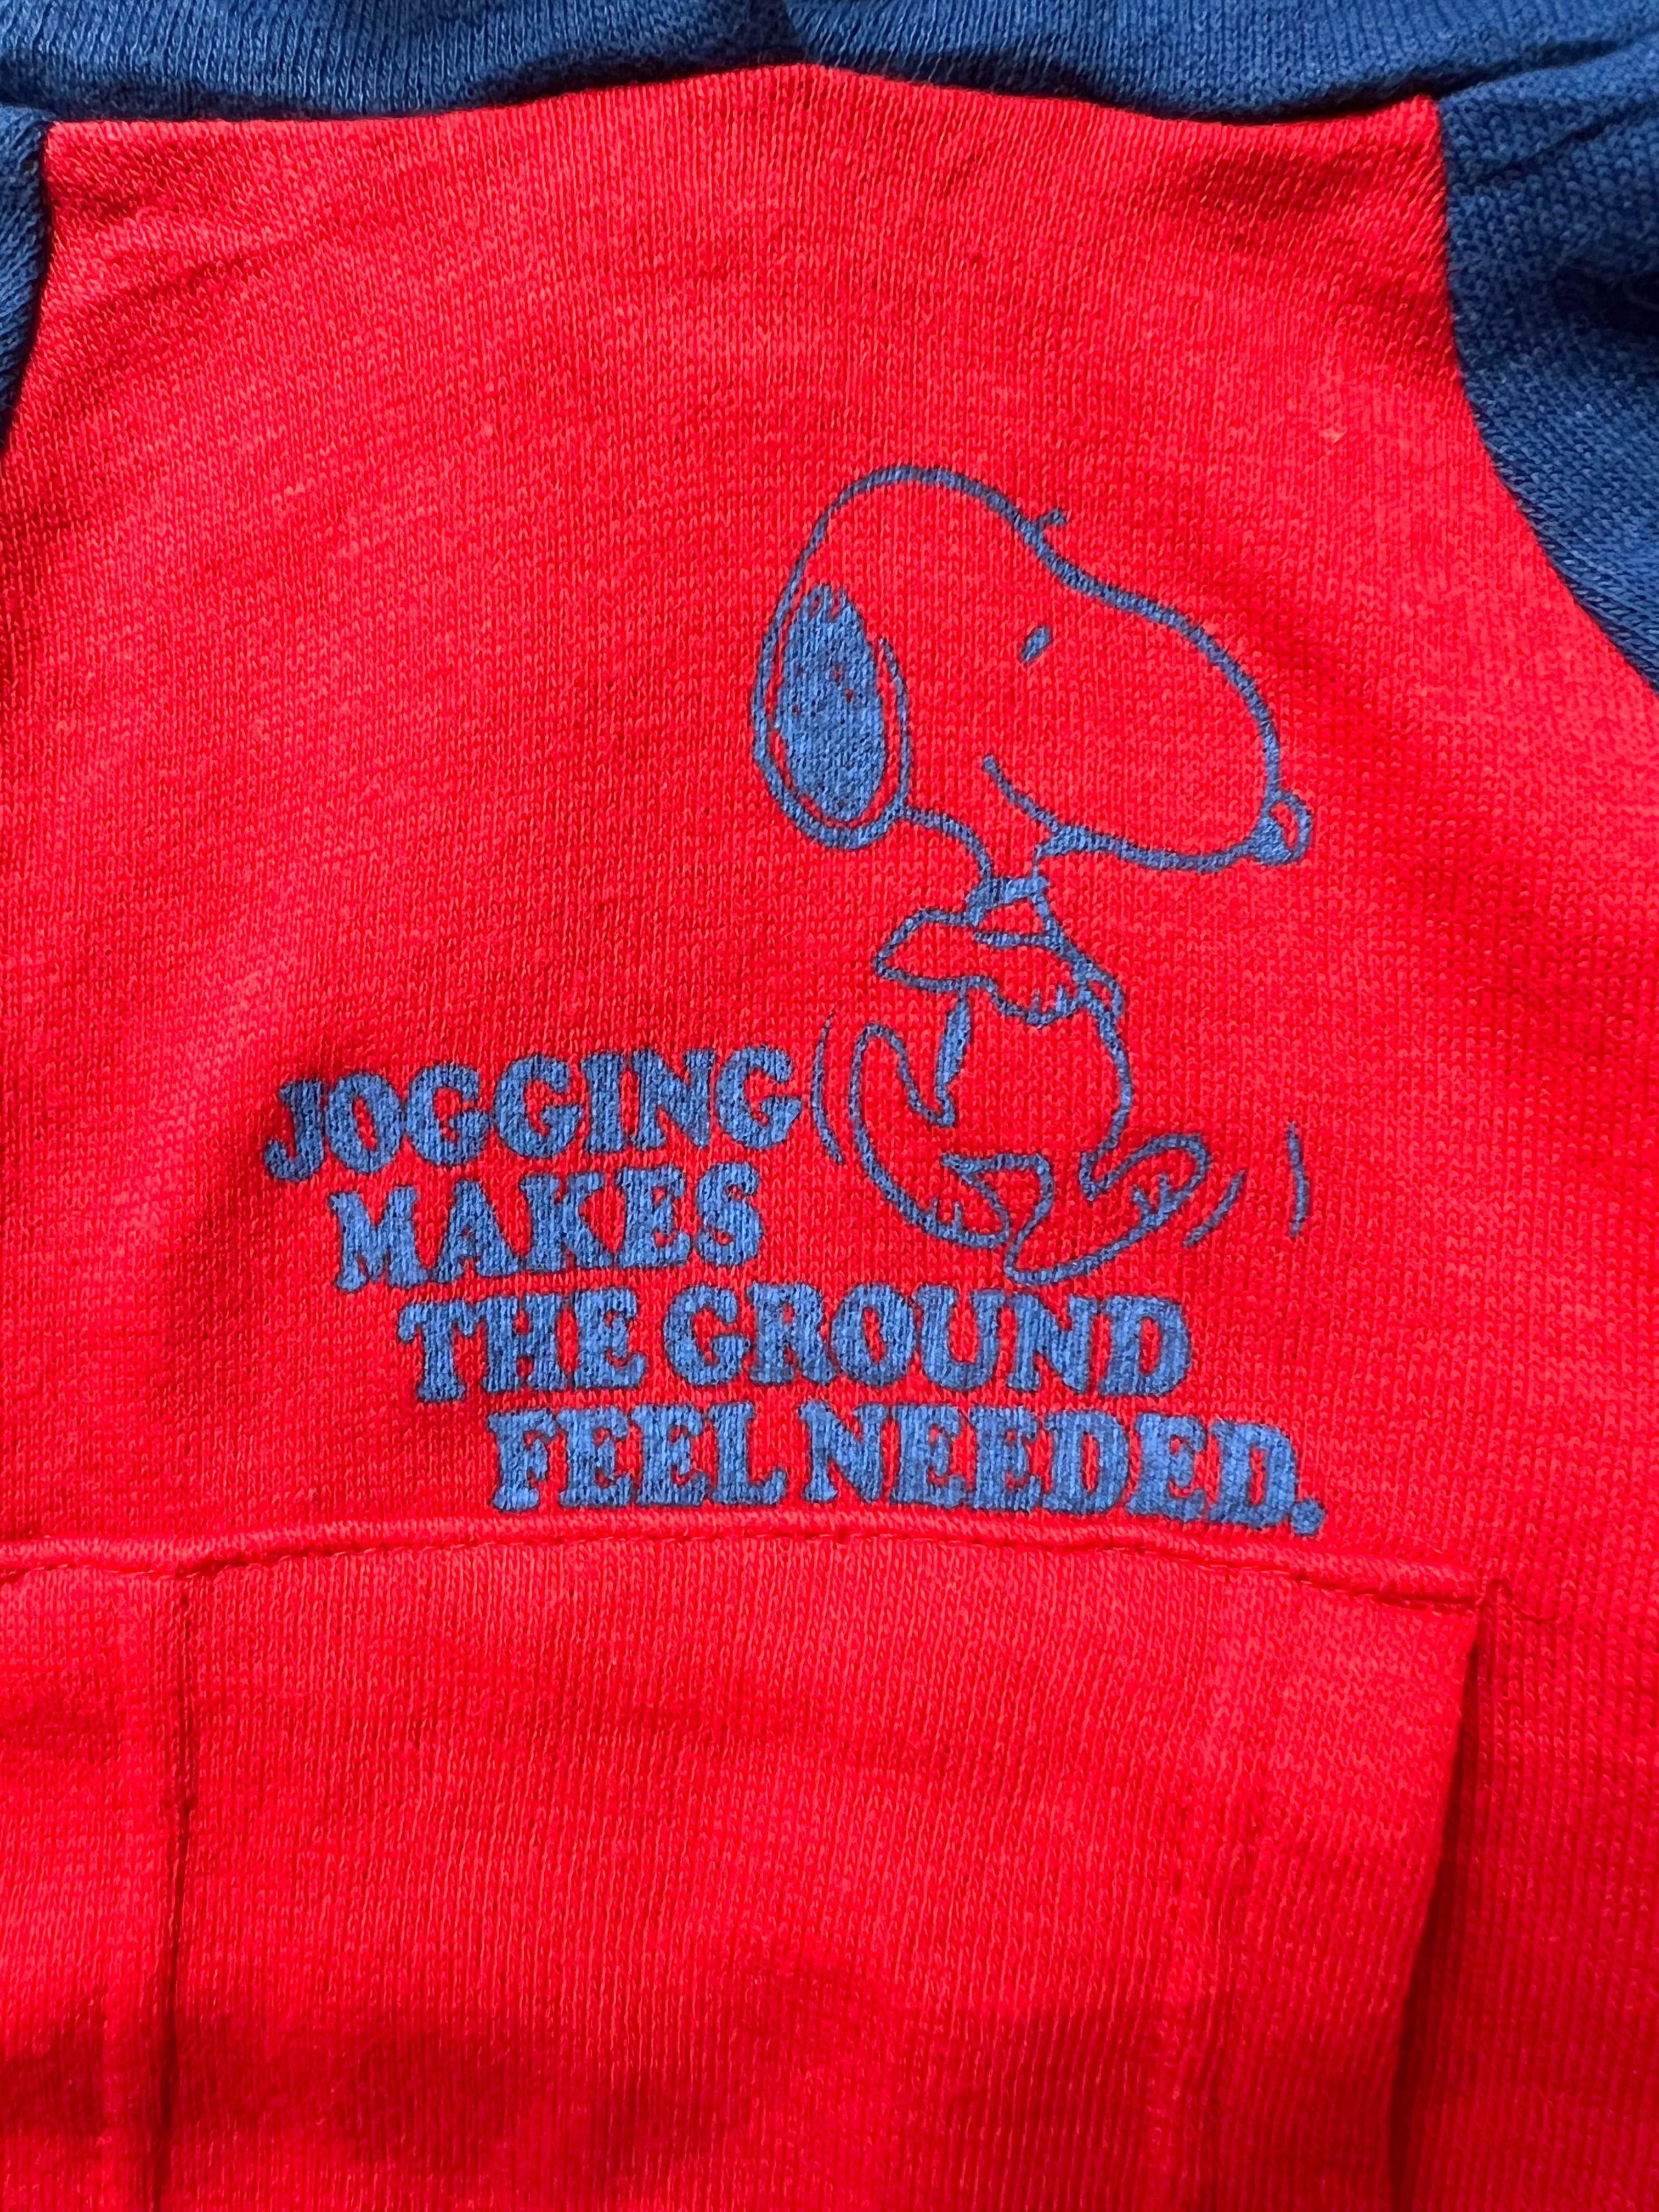 JOGGING
MAKES
THE GROUND
FEEL NEEDED.